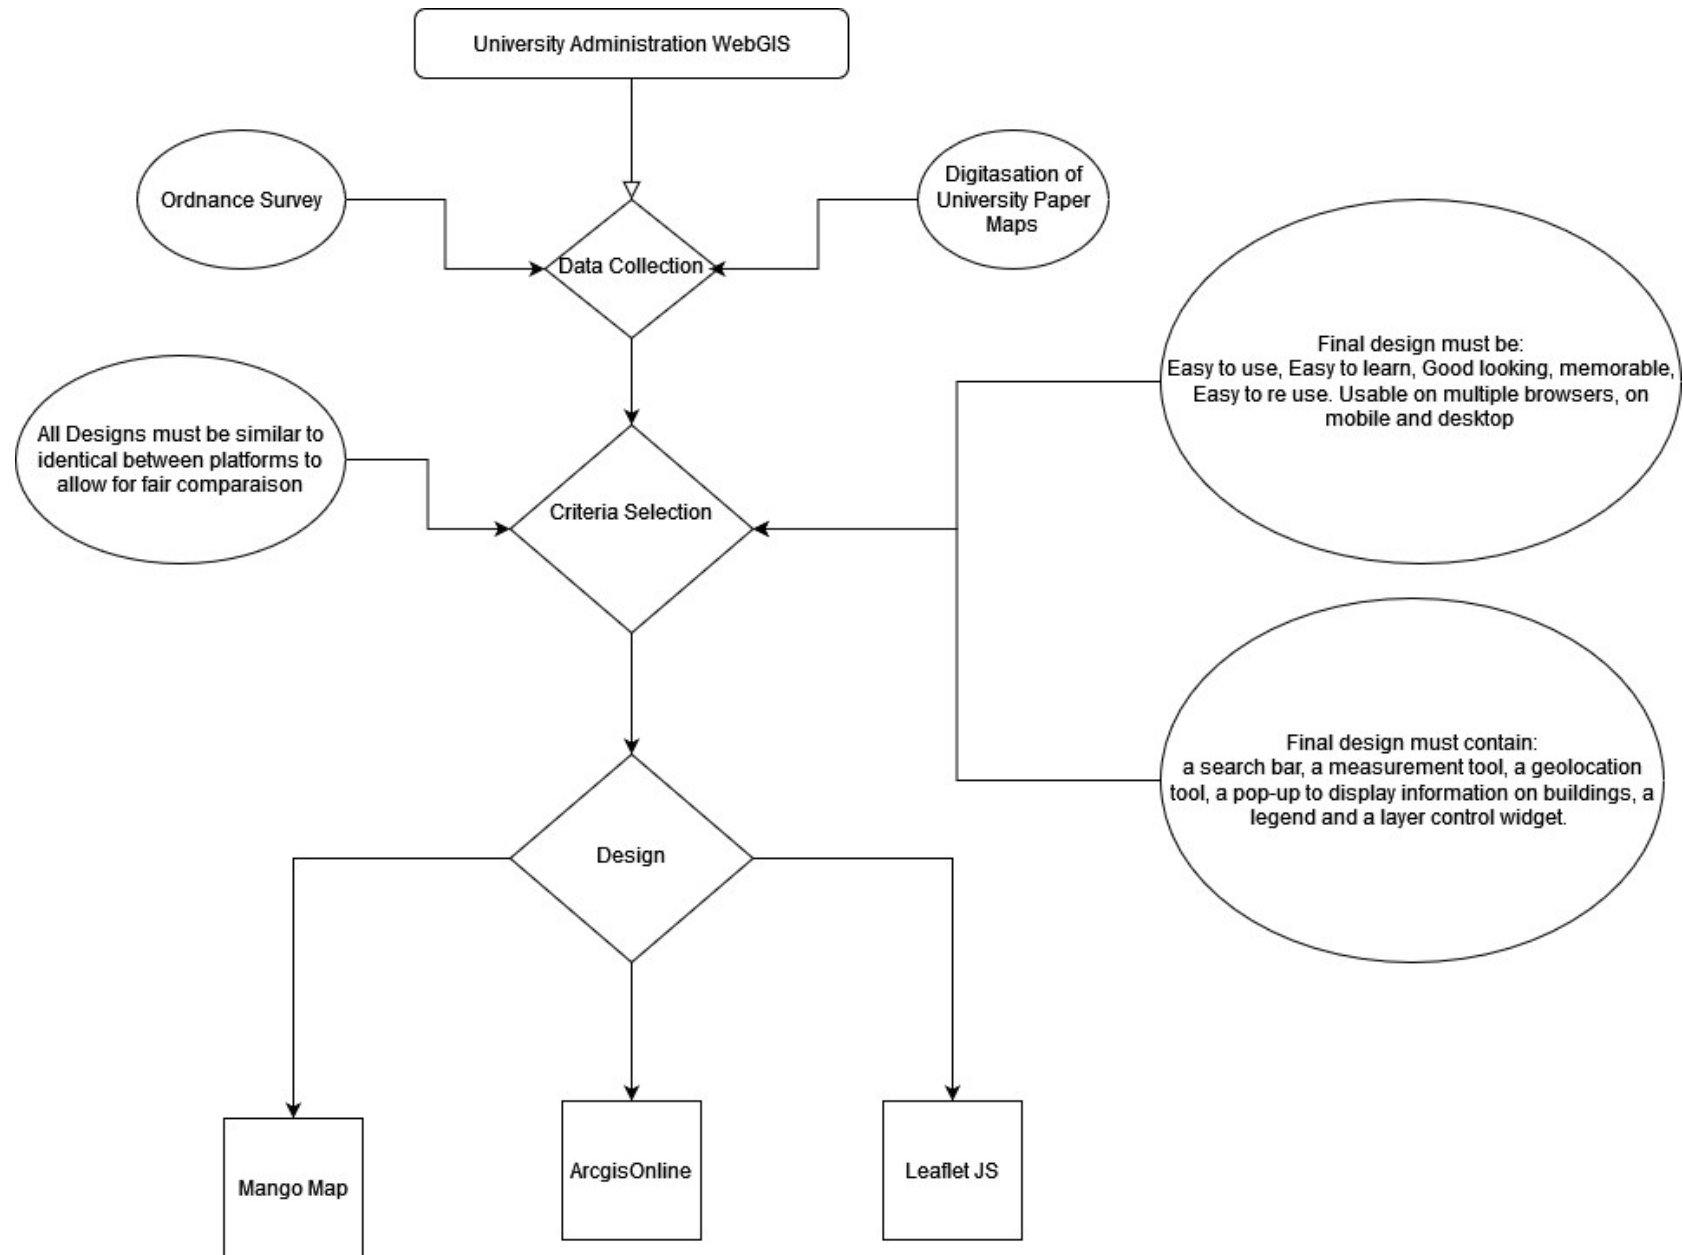 University Administration WebGIS
Ordnance Survey
Digitasation of
University Paper
Maps
Data Collection
Final design must be:
Easy to use, Easy to learn, Good looking, memorable,
Easy to re use. Usable on multiple browsers, on
mobile and desktop
All Designs must be similar to
identical between platforms to
allow for fair comparaison
Criteria Selection
Final design must contain:
a search bar, a measurement tool, a geolocation
tool, a pop-up to display information on buildings, a
legend and a layer control widget.
Design
Mango Map
ArcgisOnline
Leaflet JS